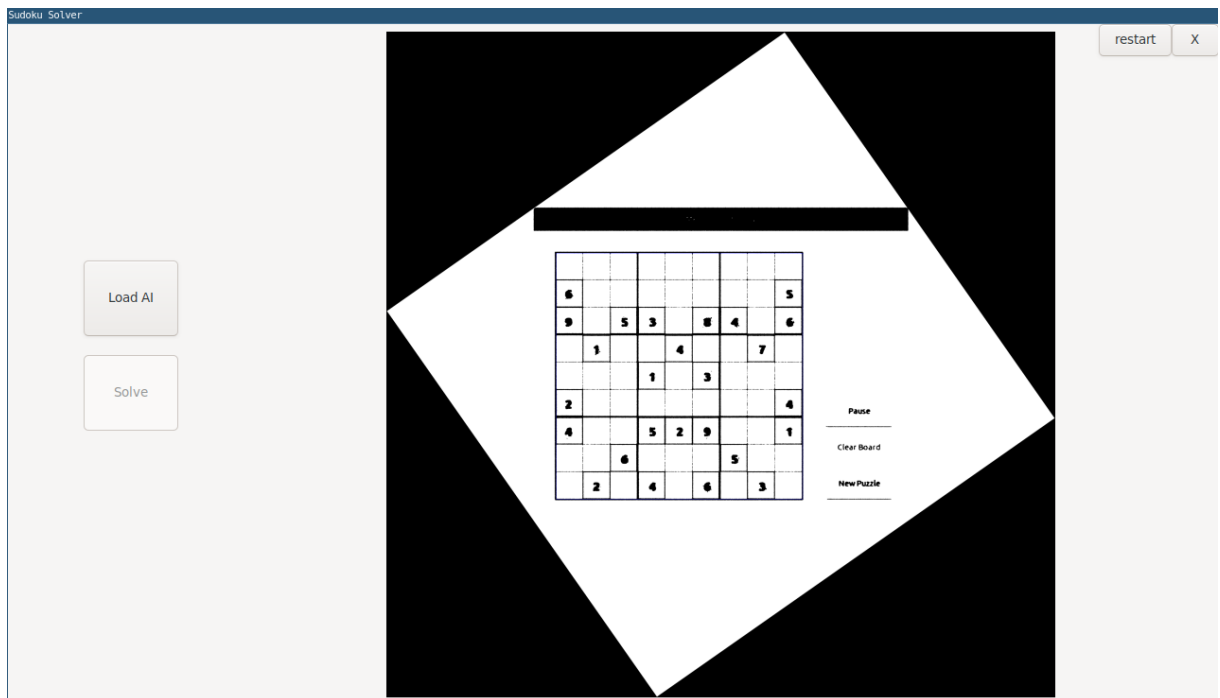 Sudoku Solver
restart X
Load AI
Solve
6 5
9 5 3 8 4 6
1 4 7
1 3
2 4
4 5 2 9 1
6 5
2 4 6 3
Pause
Clear Board
New Puzzle